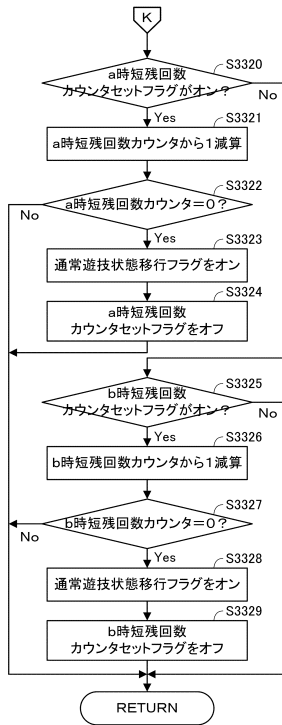 K
S3320
a時短残回数
カウンタセットフラグがオン?
No
Yes
S3321
a時短残回数カウンタから1減算
S3322
a時短残回数カウンタ=0?
No
Yes
S3323
通常遊技状態移行フラグをオン
S3324
a時短残回数
カウンタセットフラグをオフ
S3325
b時短残回数
カウンタセットフラグがオン?
No
Yes
S3326
b時短残回数カウンタから1減算
S3327
b時短残回数カウンタ=0?
No
Yes
S3328
通常遊技状態移行フラグをオン
S3329
b時短残回数
カウンタセットフラグをオフ
RETURN